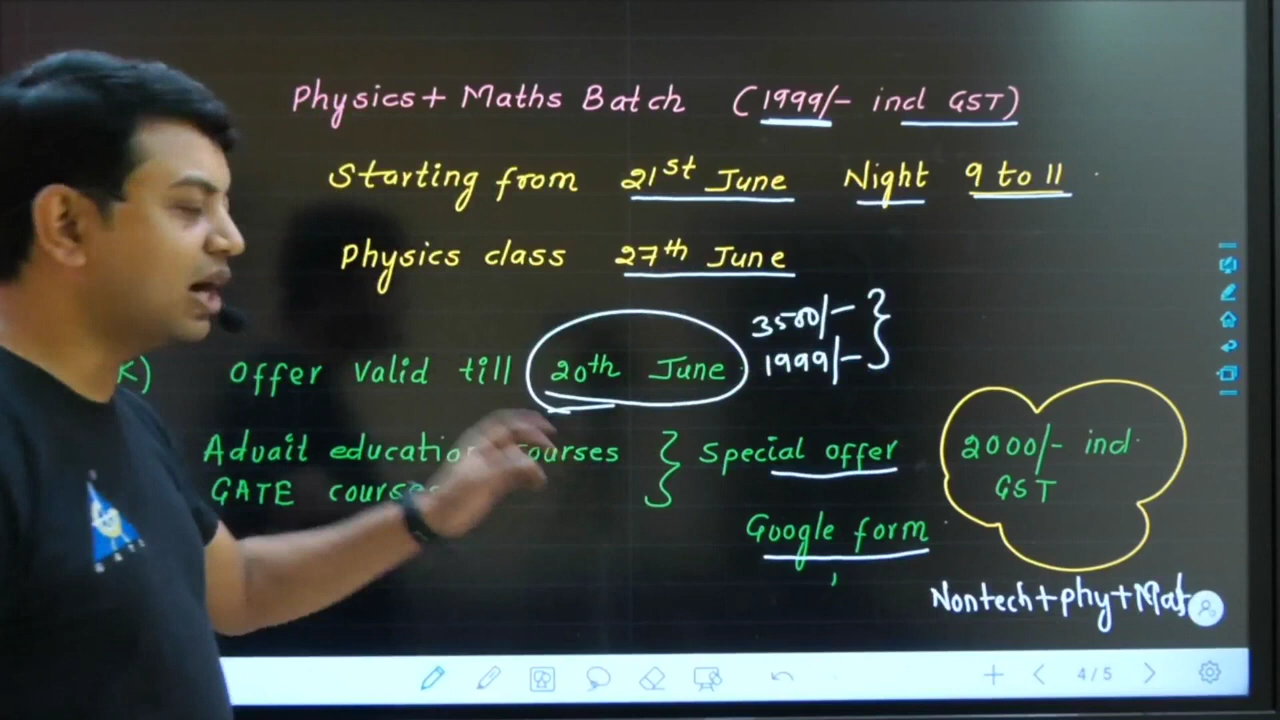 Physics+ Maths Batch (1999/- incl GST)
Starting from 21st June Night 9 to 11
Physics class 27th June
3500/-
1999/-
K) Offer valid till 20th June
Advait education courses } Special offer
GATE courses
2000/- incl
GST
Google form
Nontech+phy+Mat
4/5